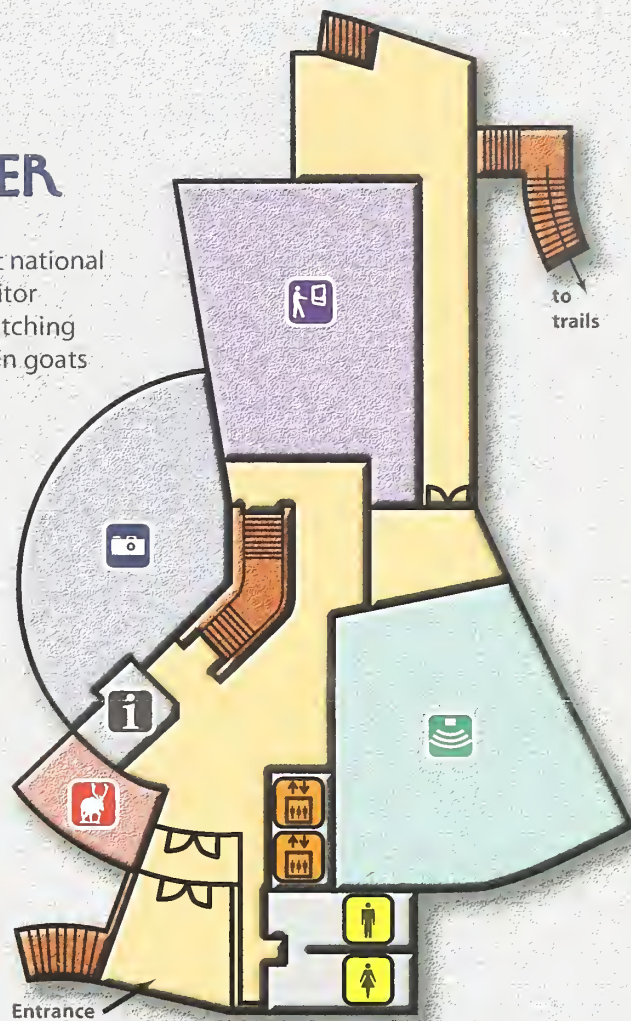 ER
national
itor
tching
n goats
to
trails
i
Entrance